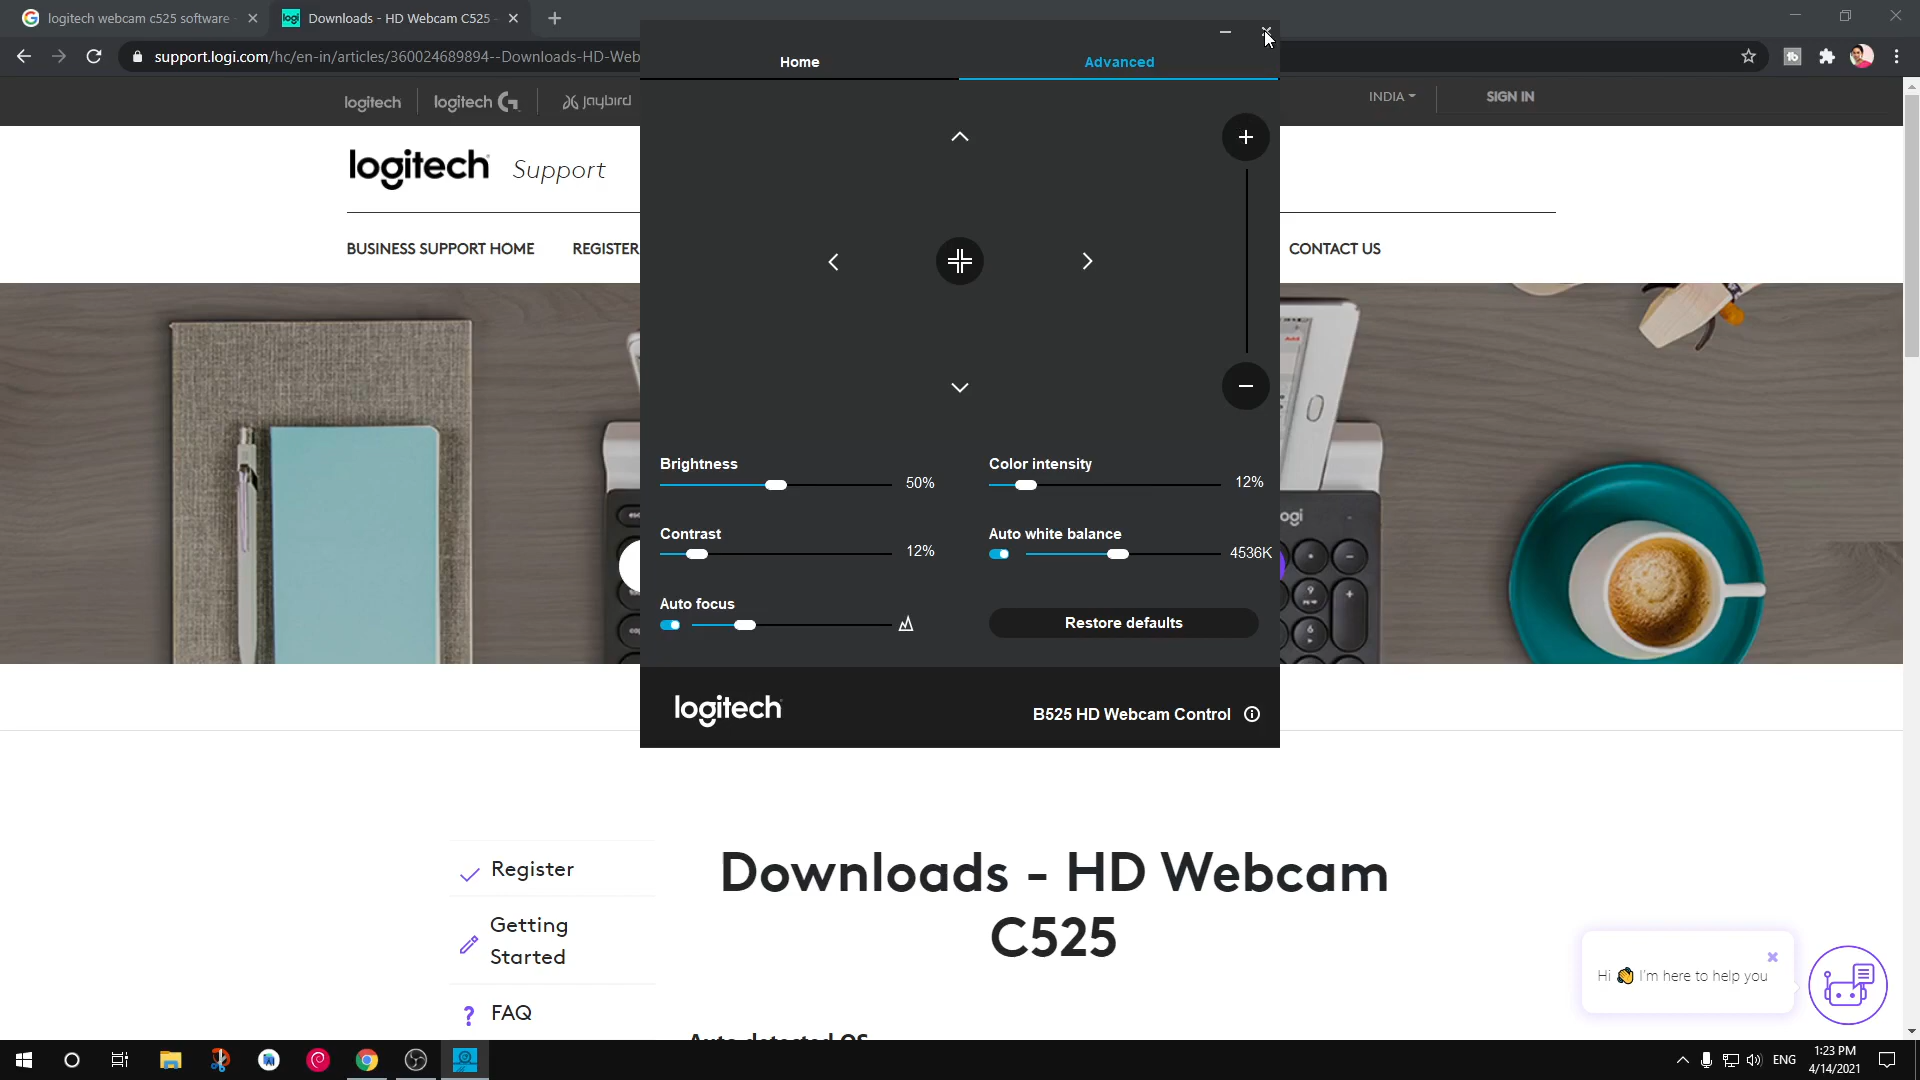 logitech webcam c525 software
Downloads - HD Webcam C525
support.logi.com/hc/en-in/articles/360024689894--Downloads-HD-Web
logitech
logitech G
Jaybird
INDIA
SIGN IN
logitech Support
BUSINESS SUPPORT HOME
REGISTER
CONTACT US
Home
Advanced
Brightness
50%
Color intensity
12%
Contrast
12%
Auto white balance
4536K
Auto focus
Restore defaults
logitech
B525 HD Webcam Control
Register
Getting
Started
FAQ
Downloads - HD Webcam
C525
Auto detected OS
Hi 👋 I'm here to help you
ENG
1:23 PM
4/14/2021